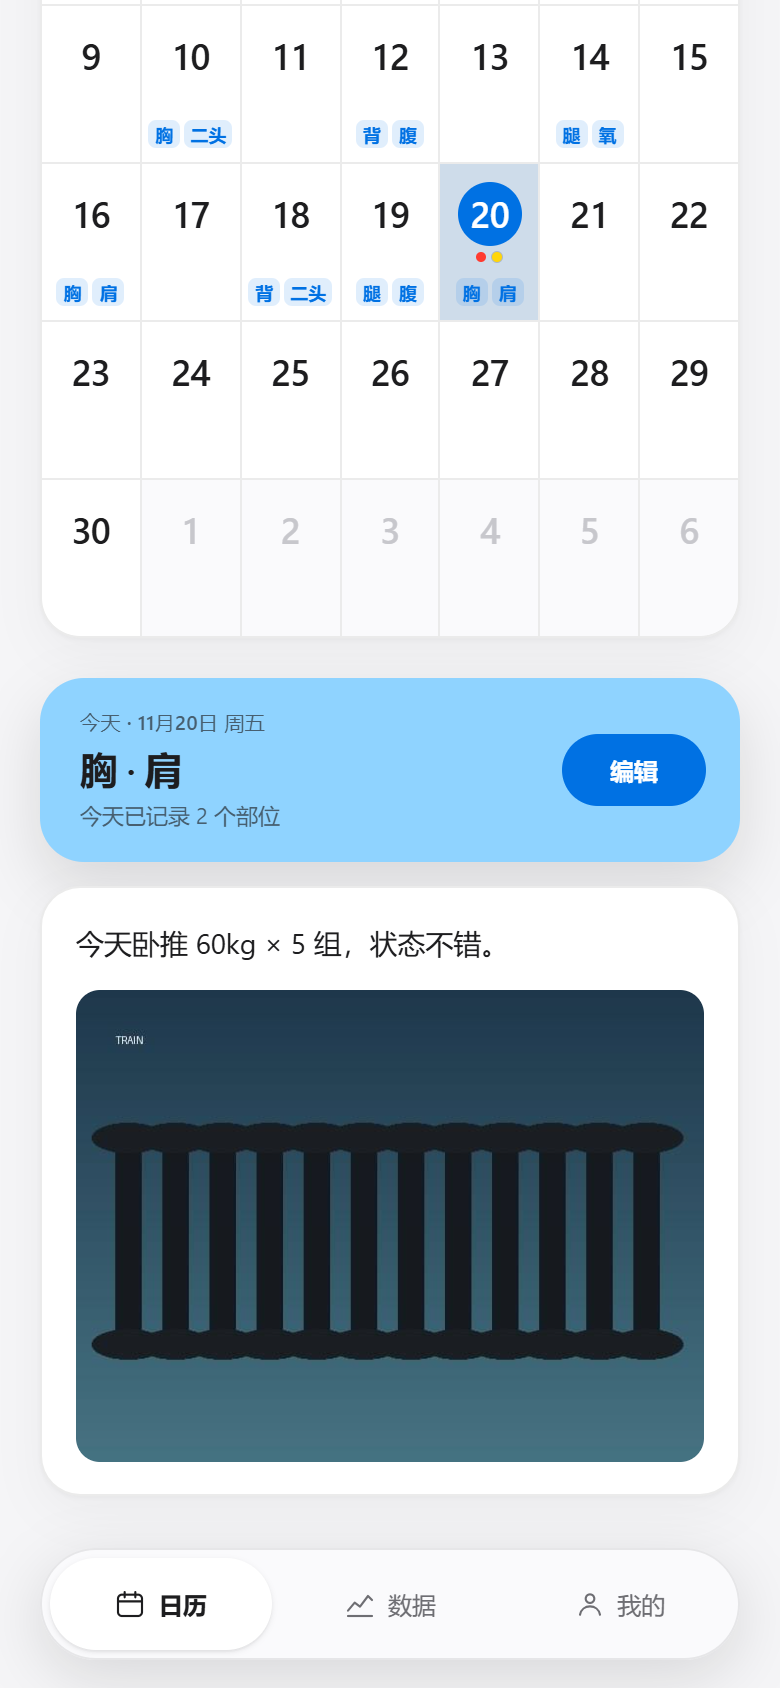 9 10 11 12 13 14 15
胸 二头 背 腹 腿 氧
16 17 18 19 20 21 22
胸 肩 背 二头 腿 腹 胸 肩
23 24 25 26 27 28 29
30 1 2 3 4 5 6
今天 · 11月20日 周五
胸 · 肩
编辑
今天已记录 2 个部位
今天卧推 60kg × 5 组，状态不错。
TRAIN
日历 数据 我的